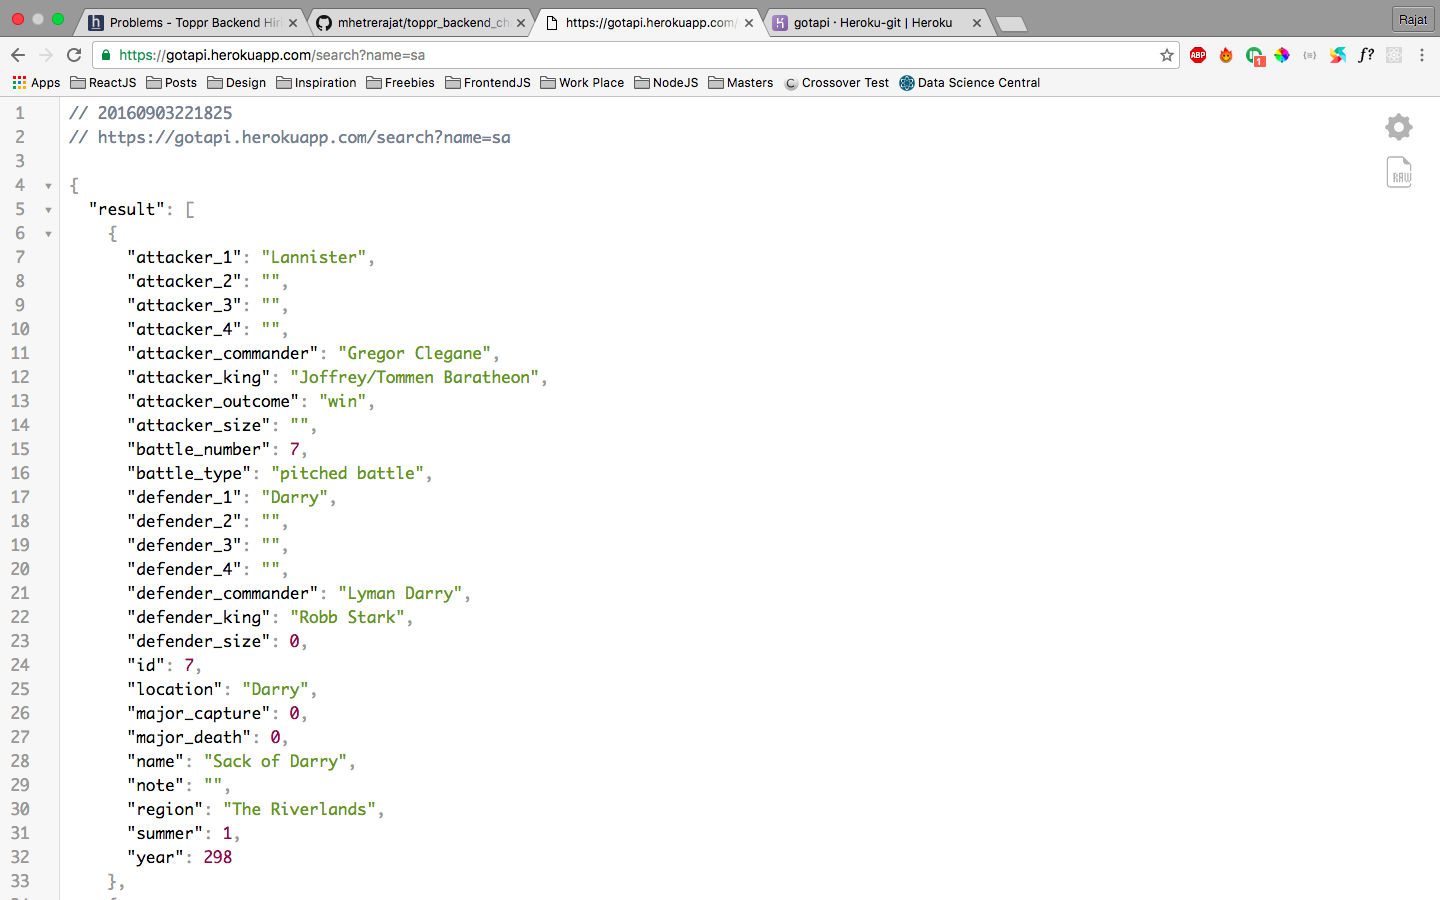 Problems - Toppr Backend Hiri
mhetrerajat/toppr_backend_ch
https://gotapi.herokuapp.com/
gotapi · Heroku-git | Heroku
Rajat
https://gotapi.herokuapp.com/search?name=sa
ABP
1
f?
Apps
ReactJS
Posts
Design
Inspiration
Freebies
FrontendJS
Work Place
NodeJS
Masters
Crossover Test
Data Science Central
1 // 20160903221825
2 // https://gotapi.herokuapp.com/search?name=sa
3
4 {
5 "result": [
6 {
7 "attacker_1": "Lannister",
8 "attacker_2": "",
9 "attacker_3": "",
10 "attacker_4": "",
11 "attacker_commander": "Gregor Clegane",
12 "attacker_king": "Joffrey/Tommen Baratheon",
13 "attacker_outcome": "win",
14 "attacker_size": "",
15 "battle_number": 7,
16 "battle_type": "pitched battle",
17 "defender_1": "Darry",
18 "defender_2": "",
19 "defender_3": "",
20 "defender_4": "",
21 "defender_commander": "Lyman Darry",
22 "defender_king": "Robb Stark",
23 "defender_size": 0,
24 "id": 7,
25 "location": "Darry",
26 "major_capture": 0,
27 "major_death": 0,
28 "name": "Sack of Darry",
29 "note": "",
30 "region": "The Riverlands",
31 "summer": 1,
32 "year": 298
33 },
RAW